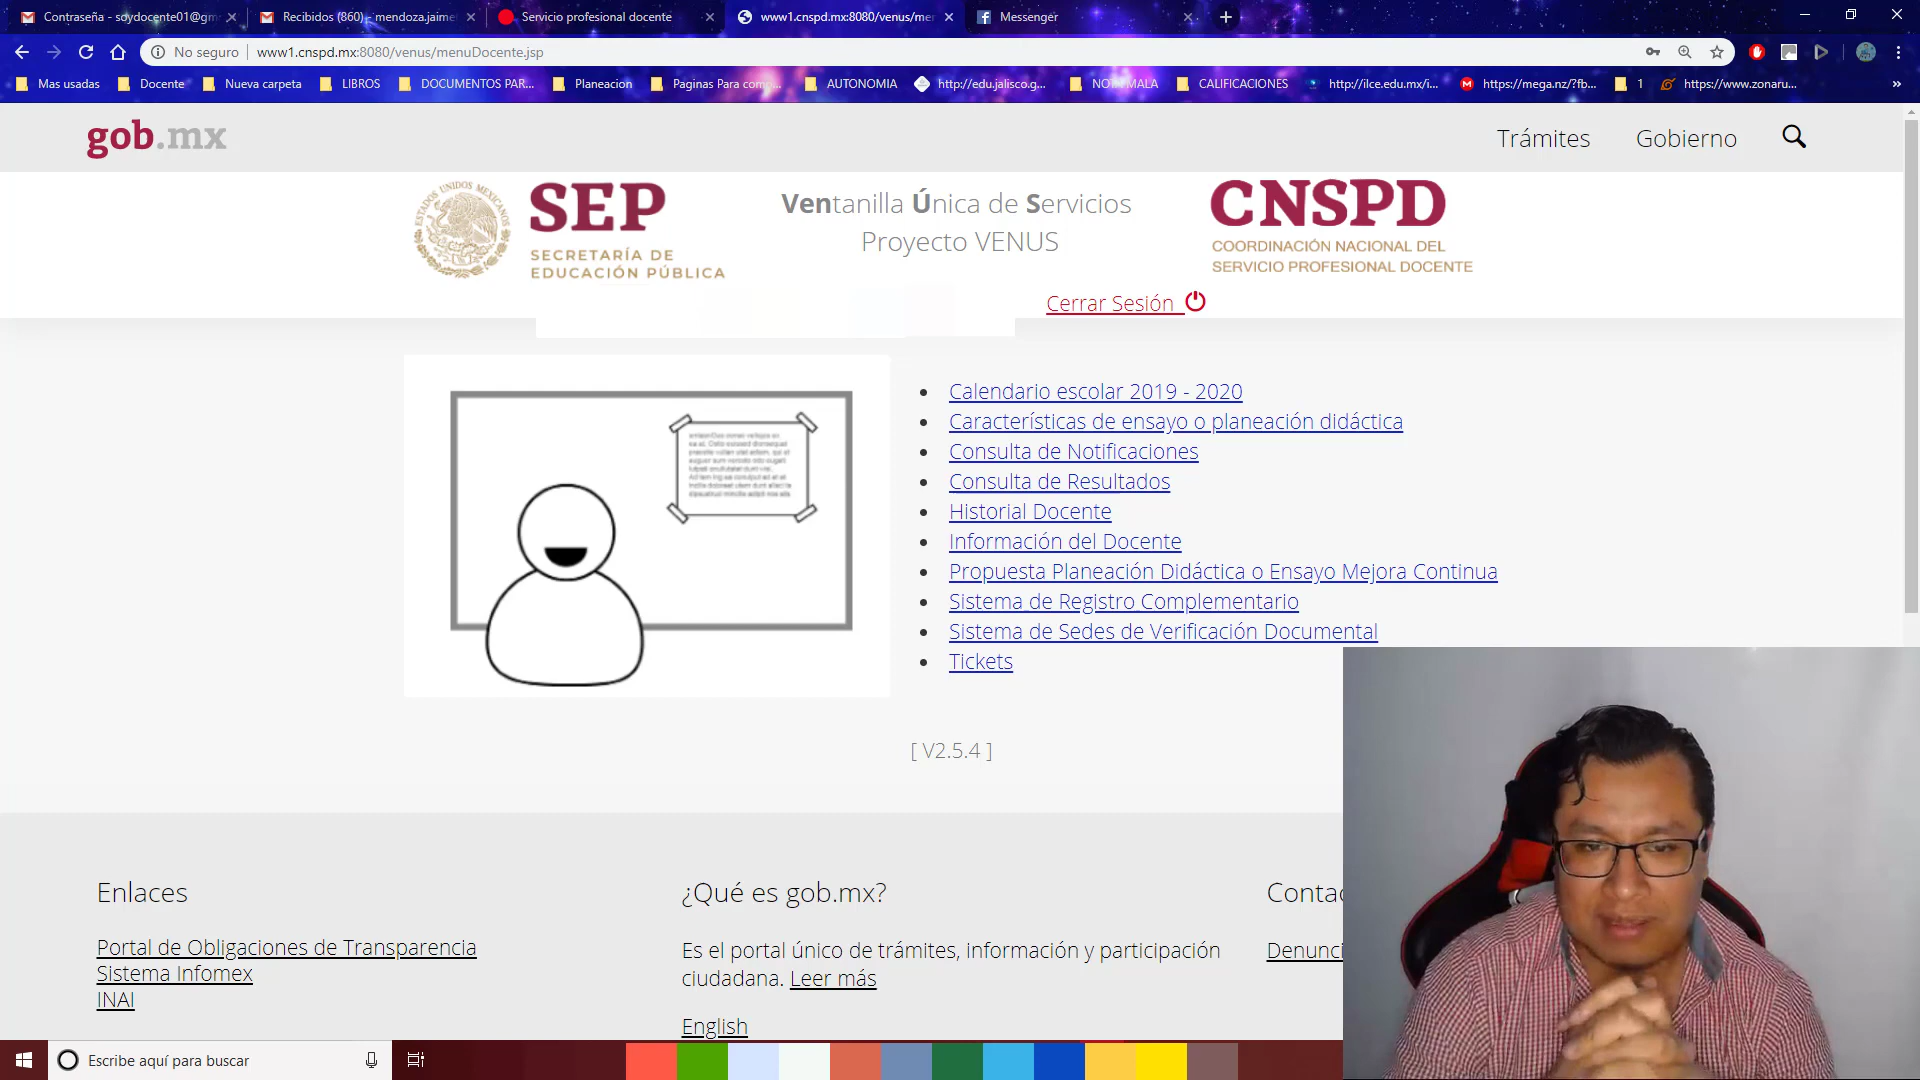 Contraseña - soydocente01@gm
Recibidos (860) - mendoza.jaime
Servicio profesional docente
www1.cnspd.mx:8080/venus/me
Messenger
No seguro
www1.cnspd.mx:8080/venus/menuDocente.jsp
Mas usadas
Docente
Nueva carpeta
LIBROS
DOCUMENTOS PAR...
Planeacion
Paginas Para com...
AUTONOMIA
http://edu.jalisco.g...
NOTA MALA
CALIFICACIONES
http://ilce.edu.mx/i...
https://mega.nz/?fb...
1
https://www.zonaru...
»
gob.mx
Trámites
Gobierno
ESTADOS UNIDOS MEXICANOS
SEP
SECRETARÍA DE
EDUCACIÓN PÚBLICA
Ventanilla Única de Servicios
Proyecto VENUS
CNSPD
COORDINACIÓN NACIONAL DEL
SERVICIO PROFESIONAL DOCENTE
Cerrar Sesión
Calendario escolar 2019 - 2020
Características de ensayo o planeación didáctica
Consulta de Notificaciones
Consulta de Resultados
Historial Docente
Información del Docente
Propuesta Planeación Didáctica o Ensayo Mejora Continua
Sistema de Registro Complementario
Sistema de Sedes de Verificación Documental
Tickets
[ V2.5.4 ]
Enlaces
Portal de Obligaciones de Transparencia
Sistema Infomex
INAI
¿Qué es gob.mx?
Es el portal único de trámites, información y participación
ciudadana. Leer más
English
Contac
Denunci
Escribe aquí para buscar